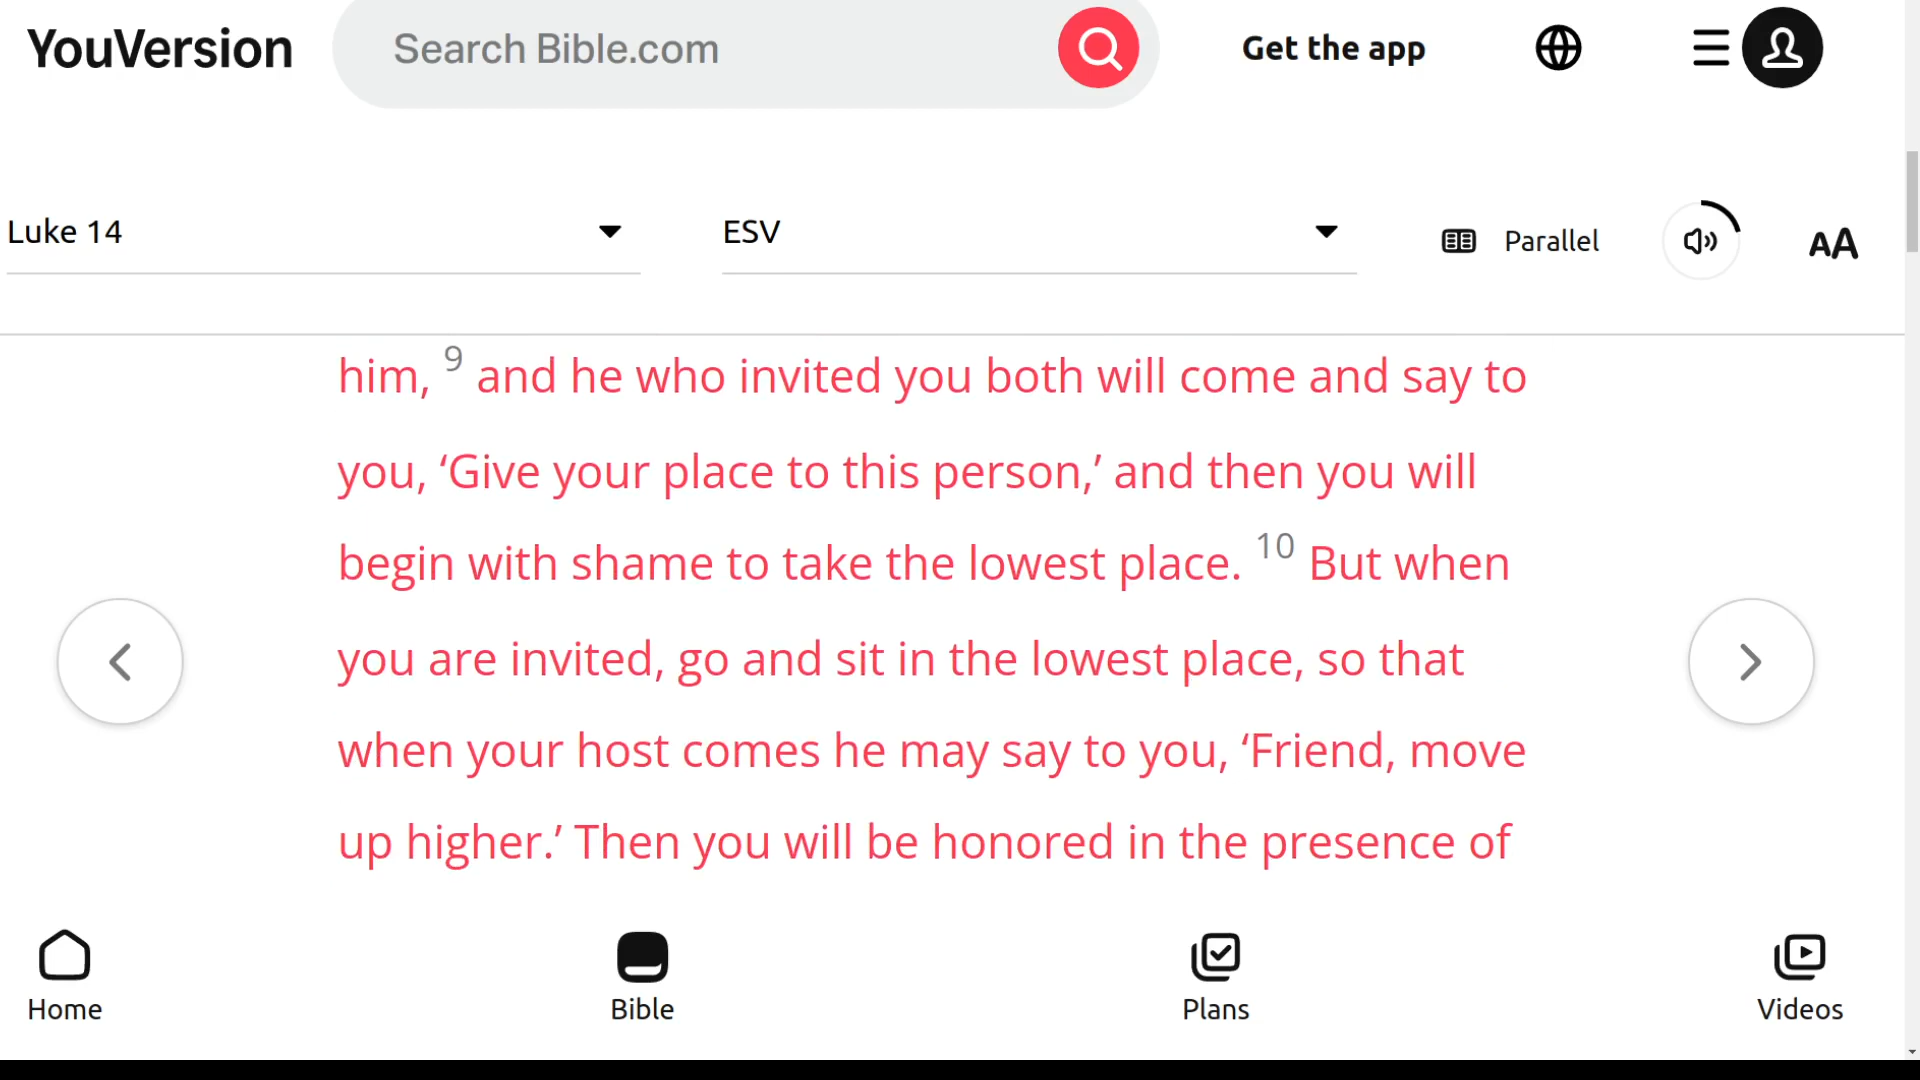 YouVersion
Search Bible.com
Get the app
Luke 14
ESV
Parallel
AA
him, 9 and he who invited you both will come and say to
you, ‘Give your place to this person,’ and then you will
begin with shame to take the lowest place. 10 But when
you are invited, go and sit in the lowest place, so that
when your host comes he may say to you, ‘Friend, move
up higher.’ Then you will be honored in the presence of
Home
Bible
Plans
Videos